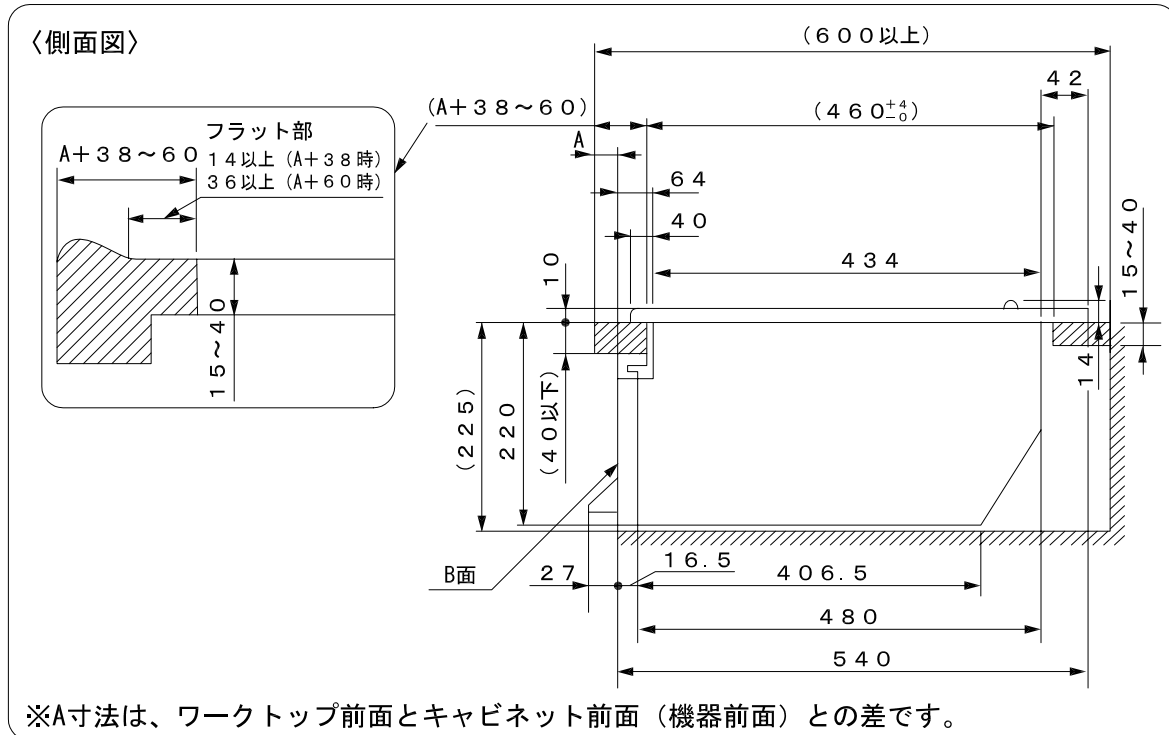 〈側面図〉
(600以上)
42
(A+38～60)
(460+4-0)
フラット部
A+38～60
14以上（A+38時）
36以上（A+60時）
A
64
40
434
10
15～40
15～40
14
(225)
220
(40以下)
B面
27
16.5
406.5
480
540
※A寸法は、ワークトップ前面とキャビネット前面（機器前面）との差です。